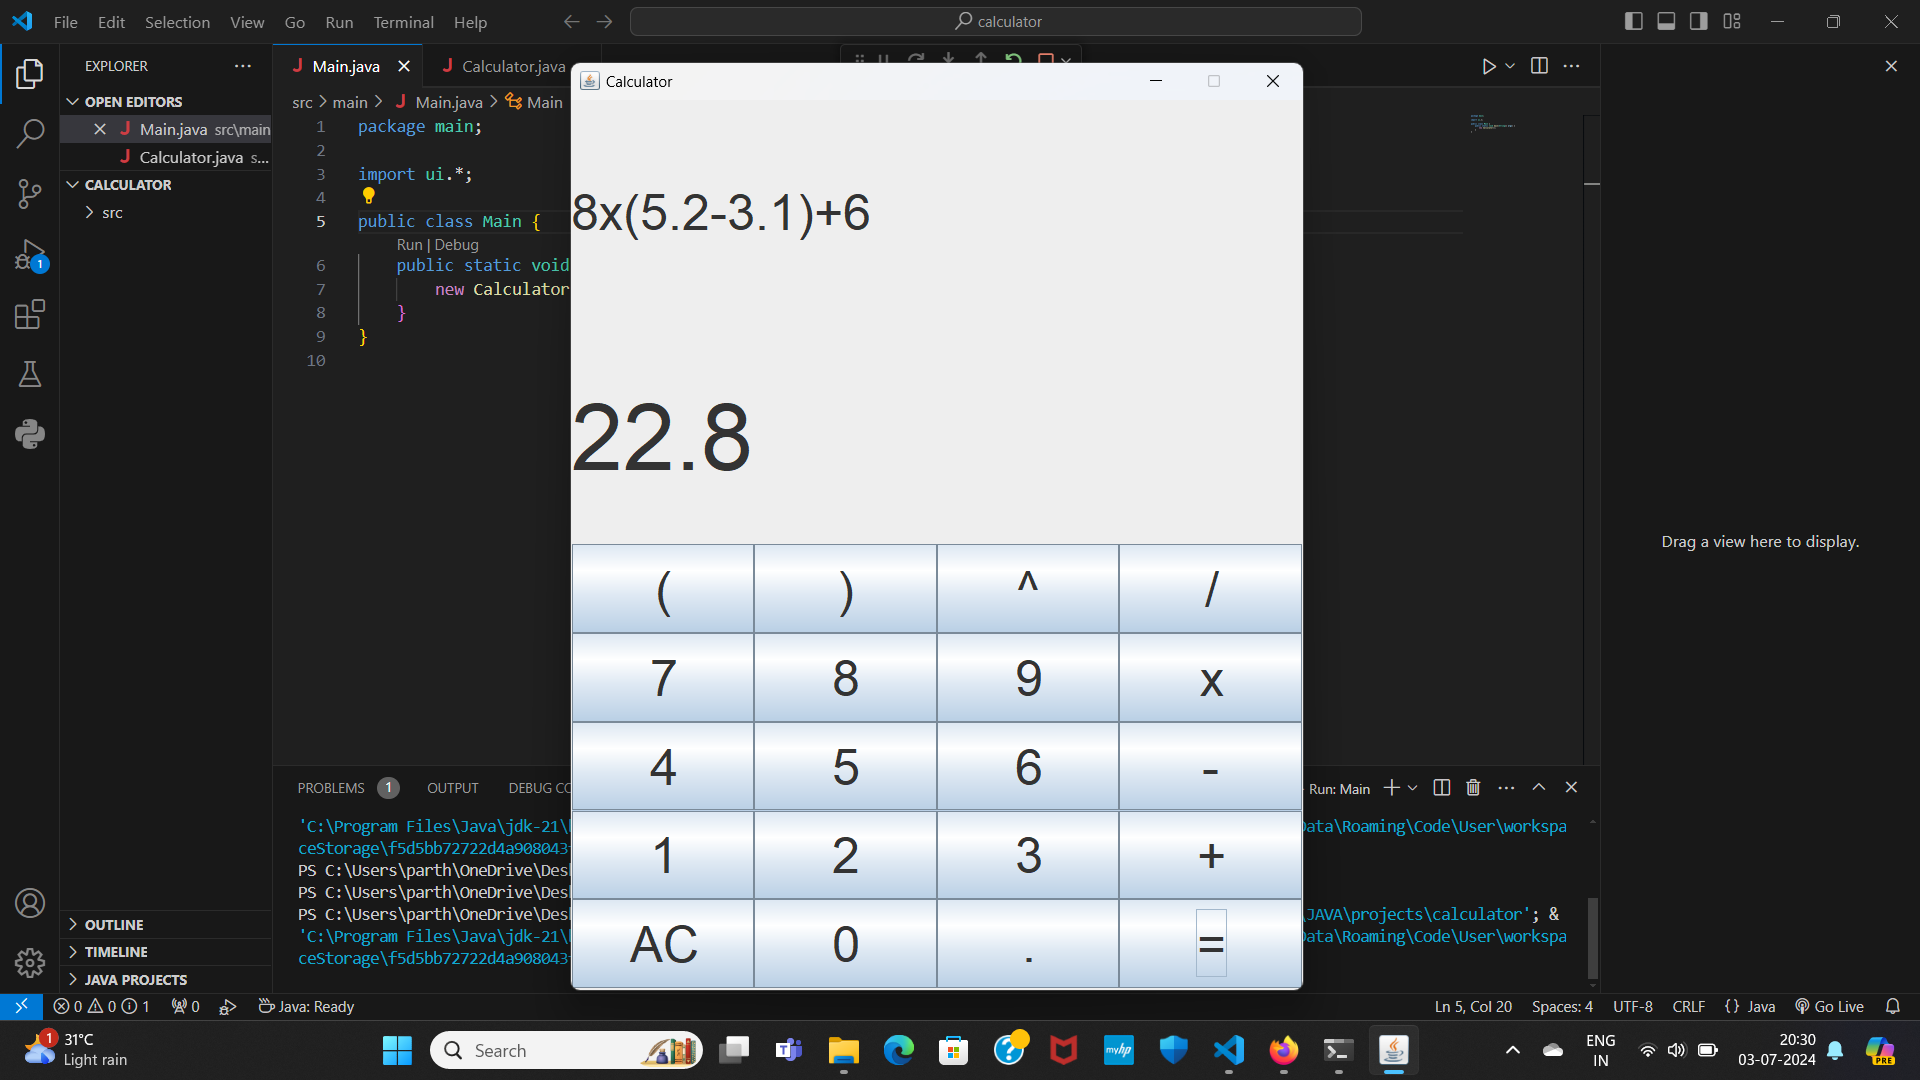 File Edit Selection View Go Run Terminal Help
calculator
EXPLORER
OPEN EDITORS
Main.java src\main
Calculator.java s...
CALCULATOR
src
OUTLINE
TIMELINE
JAVA PROJECTS
Main.java
Calculator.java
src > main > Main.java > Main
1 package main;
2
3 import ui.*;
4
5 public class Main {
Run | Debug
6 public static void
7 new Calculator
8 }
9 }
10
Calculator
8x(5.2-3.1)+6
22.8
( ) ^ /
7 8 9 x
4 5 6 -
1 2 3 +
AC 0 . =
Drag a view here to display.
PROBLEMS 1 OUTPUT DEBUG CO
Run: Main
'C:\Program Files\Java\jdk-21\ Data\Roaming\Code\User\workspa
ceStorage\f5d5bb72722d4a908043
PS C:\Users\parth\OneDrive\Des
PS C:\Users\parth\OneDrive\Des
PS C:\Users\parth\OneDrive\Des \JAVA\projects\calculator'; &
'C:\Program Files\Java\jdk-21\ Data\Roaming\Code\User\workspa
ceStorage\f5d5bb72722d4a908043
0 0 1 0 Java: Ready
Ln 5, Col 20 Spaces: 4 UTF-8 CRLF {} Java Go Live
1
31°C
Light rain
Search
myhp
ENG
IN
20:30
03-07-2024
PRE